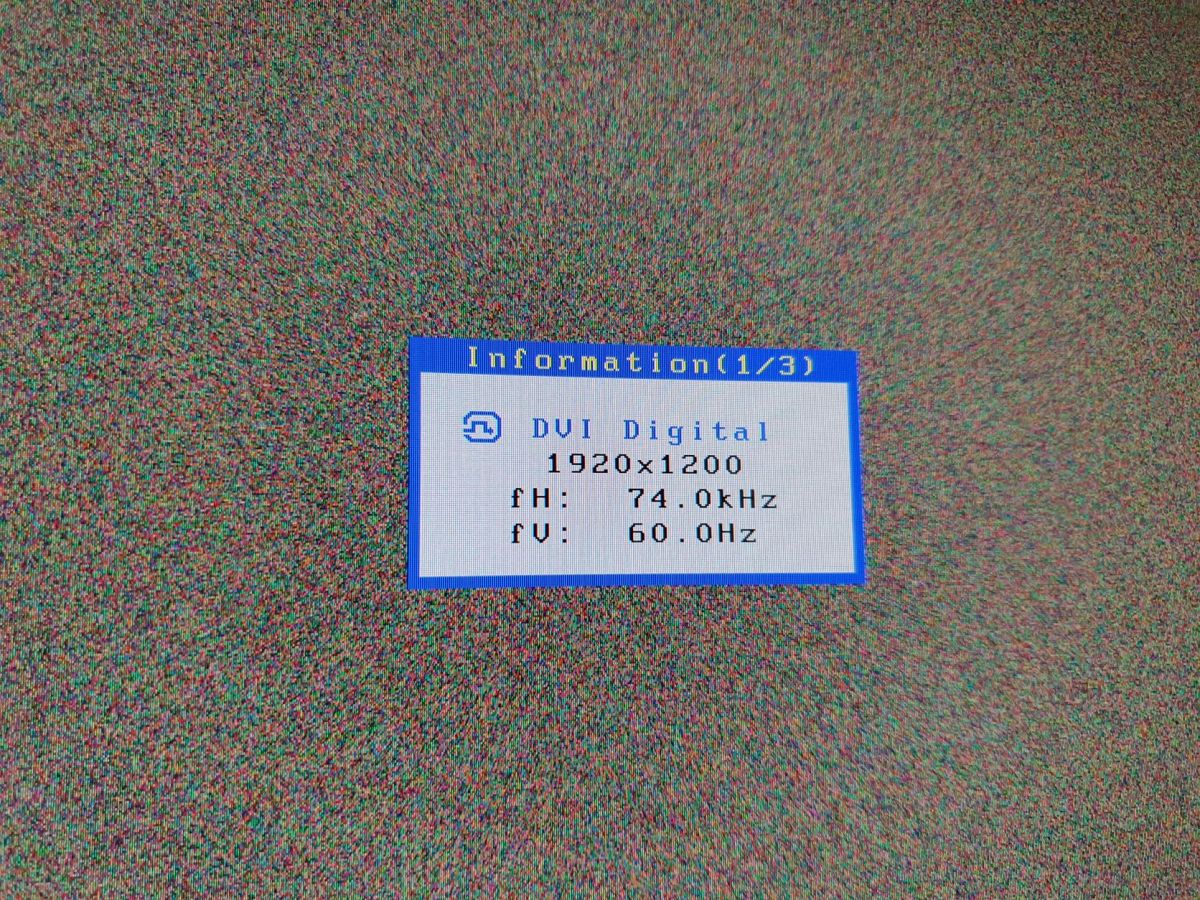 Information(1/3)
DVI Digital
1920x1200
fH: 74.0kHz
fV: 60.0Hz